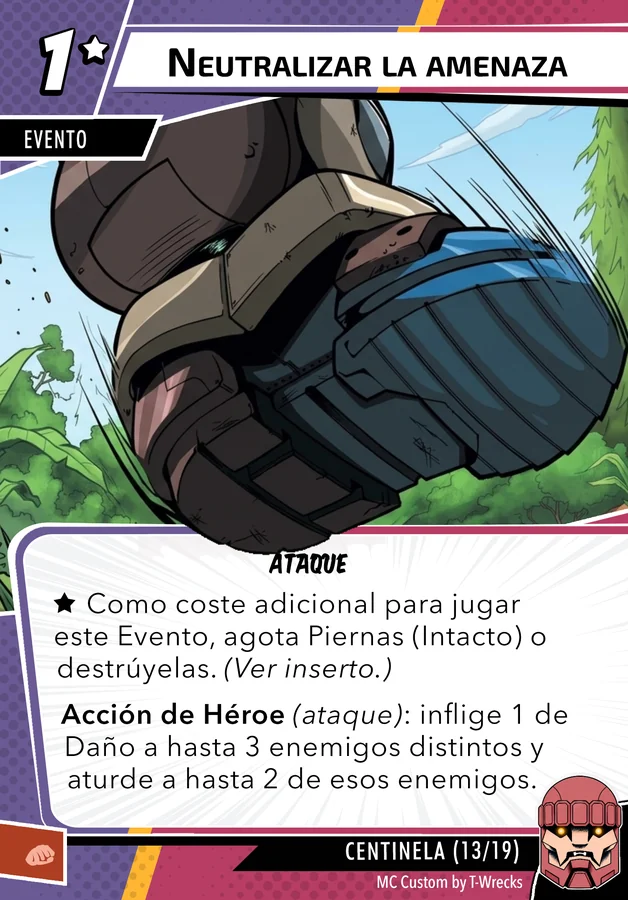 1★
NEUTRALIZAR LA AMENAZA
EVENTO
ATAQUE
★ Como coste adicional para jugar
este Evento, agota Piernas (Intacto) o
destrúyelas. (Ver inserto.)
Acción de Héroe (ataque): inflige 1 de
Daño a hasta 3 enemigos distintos y
aturde a hasta 2 de esos enemigos.
CENTINELA (13/19)
MC Custom by T-Wrecks